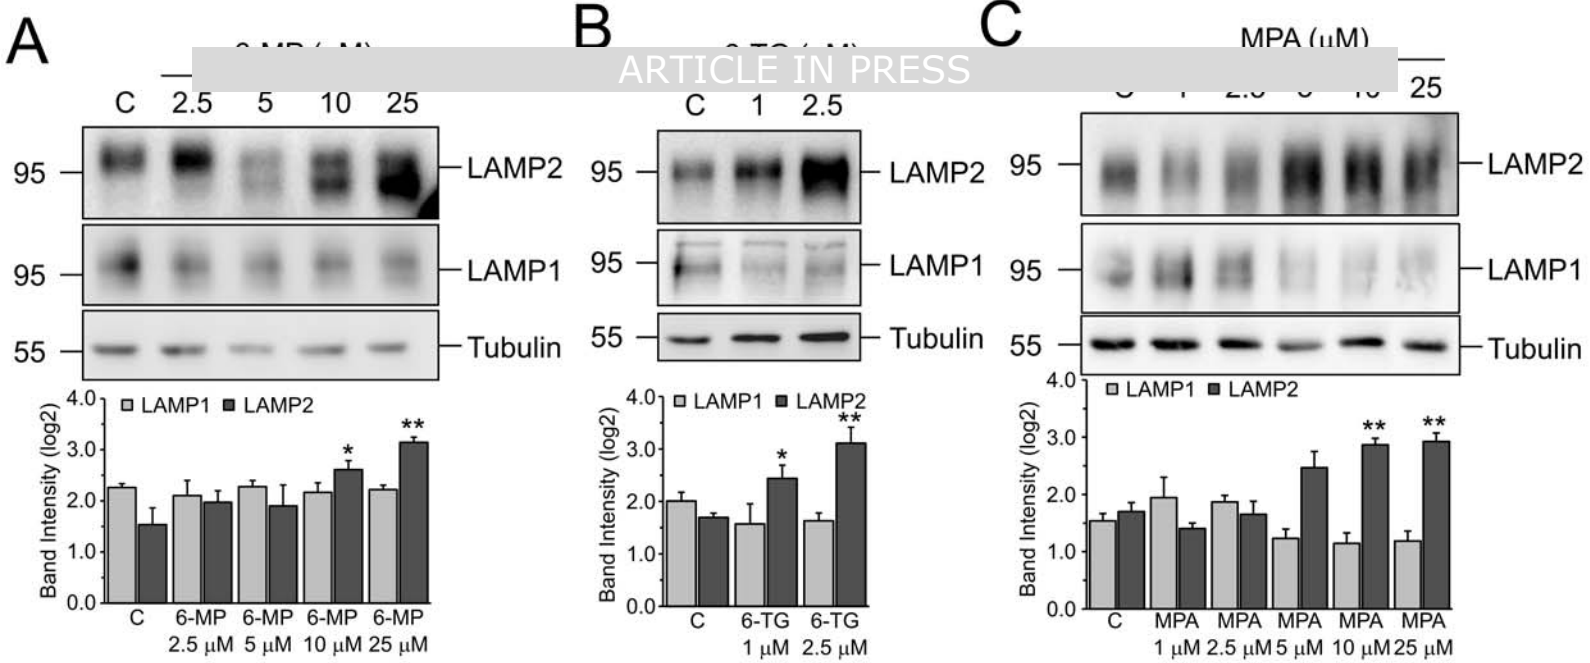 A
C 2.5 5 10 25
95 LAMP2
95 LAMP1
55 Tubulin
Band Intensity (log2)
4.0
3.0
2.0
1.0
0.0
LAMP1 LAMP2
* **
C 6-MP 6-MP 6-MP 6-MP
2.5 μM 5 μM 10 μM 25 μM
B
ARTICLE IN PRESS
C 1 2.5
95 LAMP2
95 LAMP1
55 Tubulin
Band Intensity (log2)
4.0
3.0
2.0
1.0
0.0
LAMP1 LAMP2
* **
C 6-TG 6-TG
1 μM 2.5 μM
C
MPA (μM)
25
95 LAMP2
95 LAMP1
55 Tubulin
Band Intensity (log2)
4.0
3.0
2.0
1.0
0.0
LAMP1 LAMP2
** **
C MPA MPA MPA MPA MPA
1 μM 2.5 μM 5 μM 10 μM 25 μM